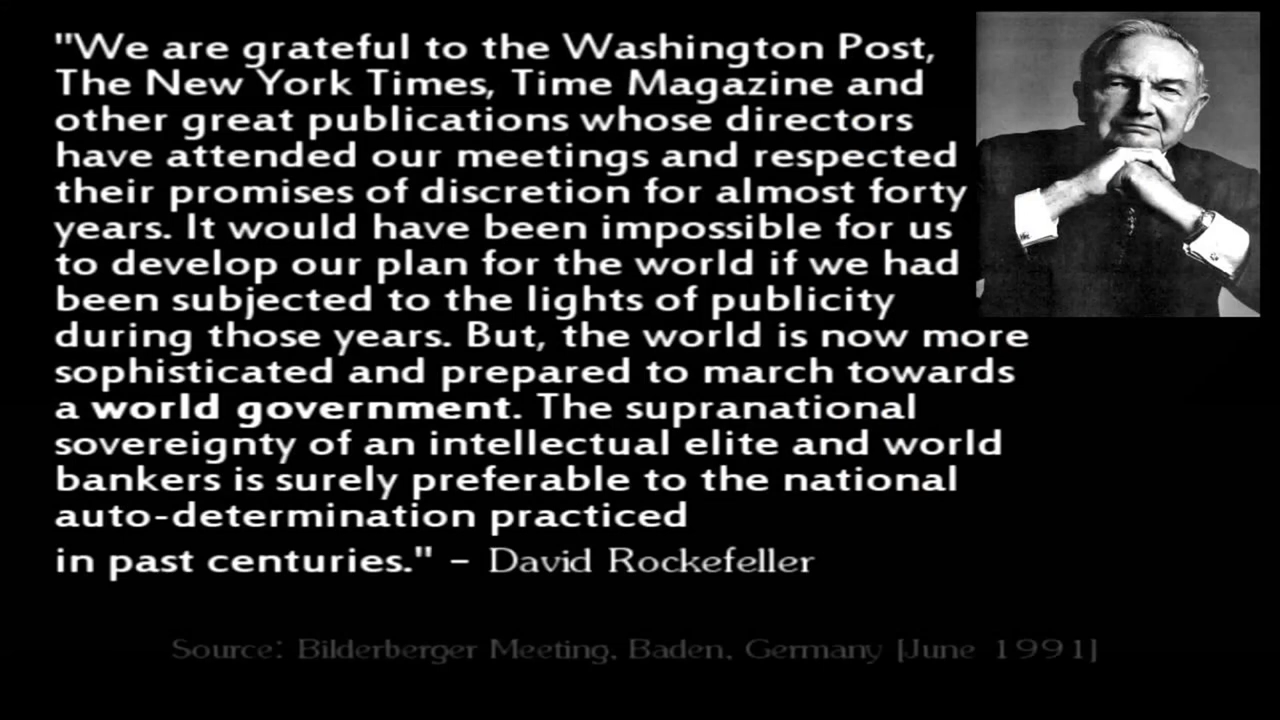 "We are grateful to the Washington Post,
The New York Times, Time Magazine and
other great publications whose directors
have attended our meetings and respected
their promises of discretion for almost forty
years. It would have been impossible for us
to develop our plan for the world if we had
been subjected to the lights of publicity
during those years. But, the world is now more
sophisticated and prepared to march towards
a world government. The supranational
sovereignty of an intellectual elite and world
bankers is surely preferable to the national
auto-determination practiced
in past centuries." - David Rockefeller
Source: Bilderberger Meeting, Baden, Germany [June 1991]